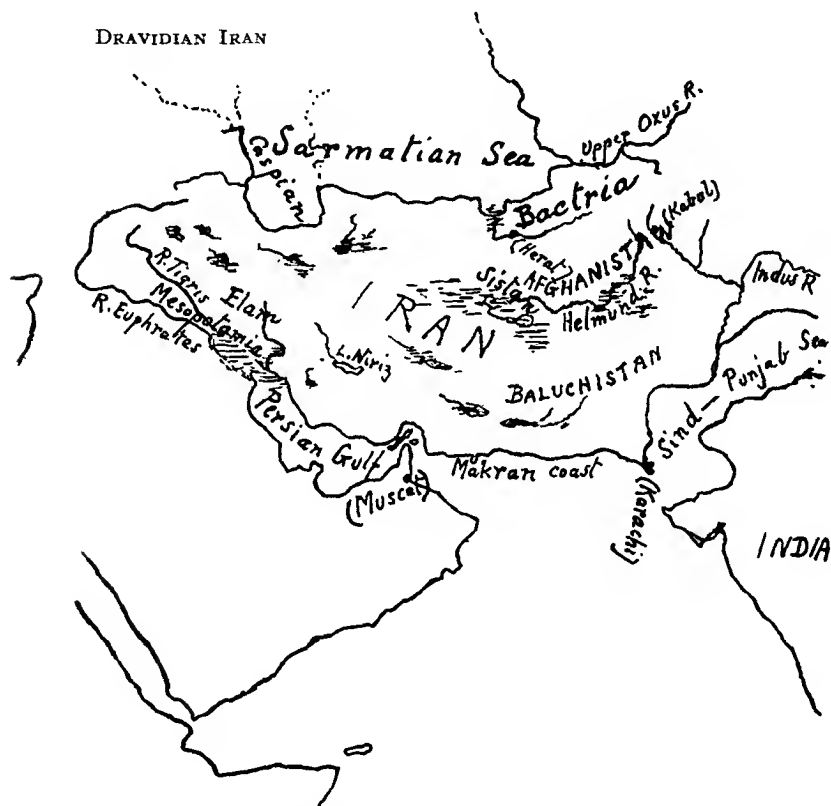 DRAVIDIAN IRAN
Sarmatian Sea
Caspian
Upper Oxus R.
Bactria
(Kabol)
(Herat)
AFGHANISTAN
Sistan
Helmund R.
Indus R
R. Tigris
Elam
Mesopotamia
R. Euphrates
IRAN
L. Niriz
BALUCHISTAN
Sind-Punjab Sea
Persian Gulf
Makran coast
(Muscat)
(Karachi)
INDIA